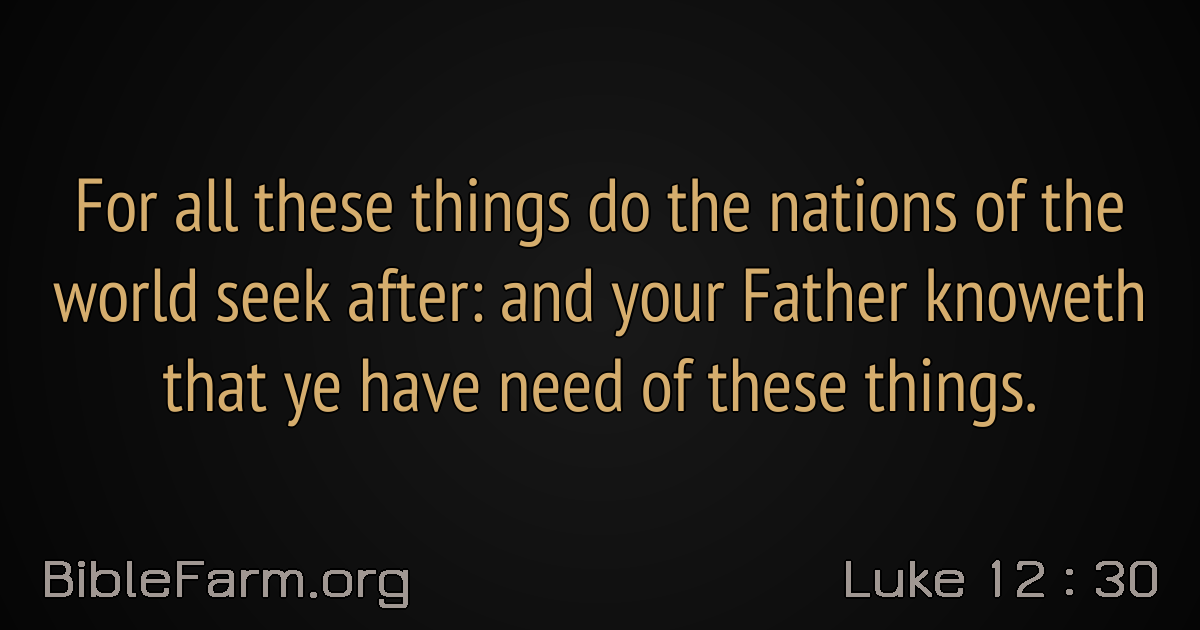 For all these things do the nations of the
world seek after: and your Father knoweth
that ye have need of these things.
BibleFarm.org
Luke 12 : 30